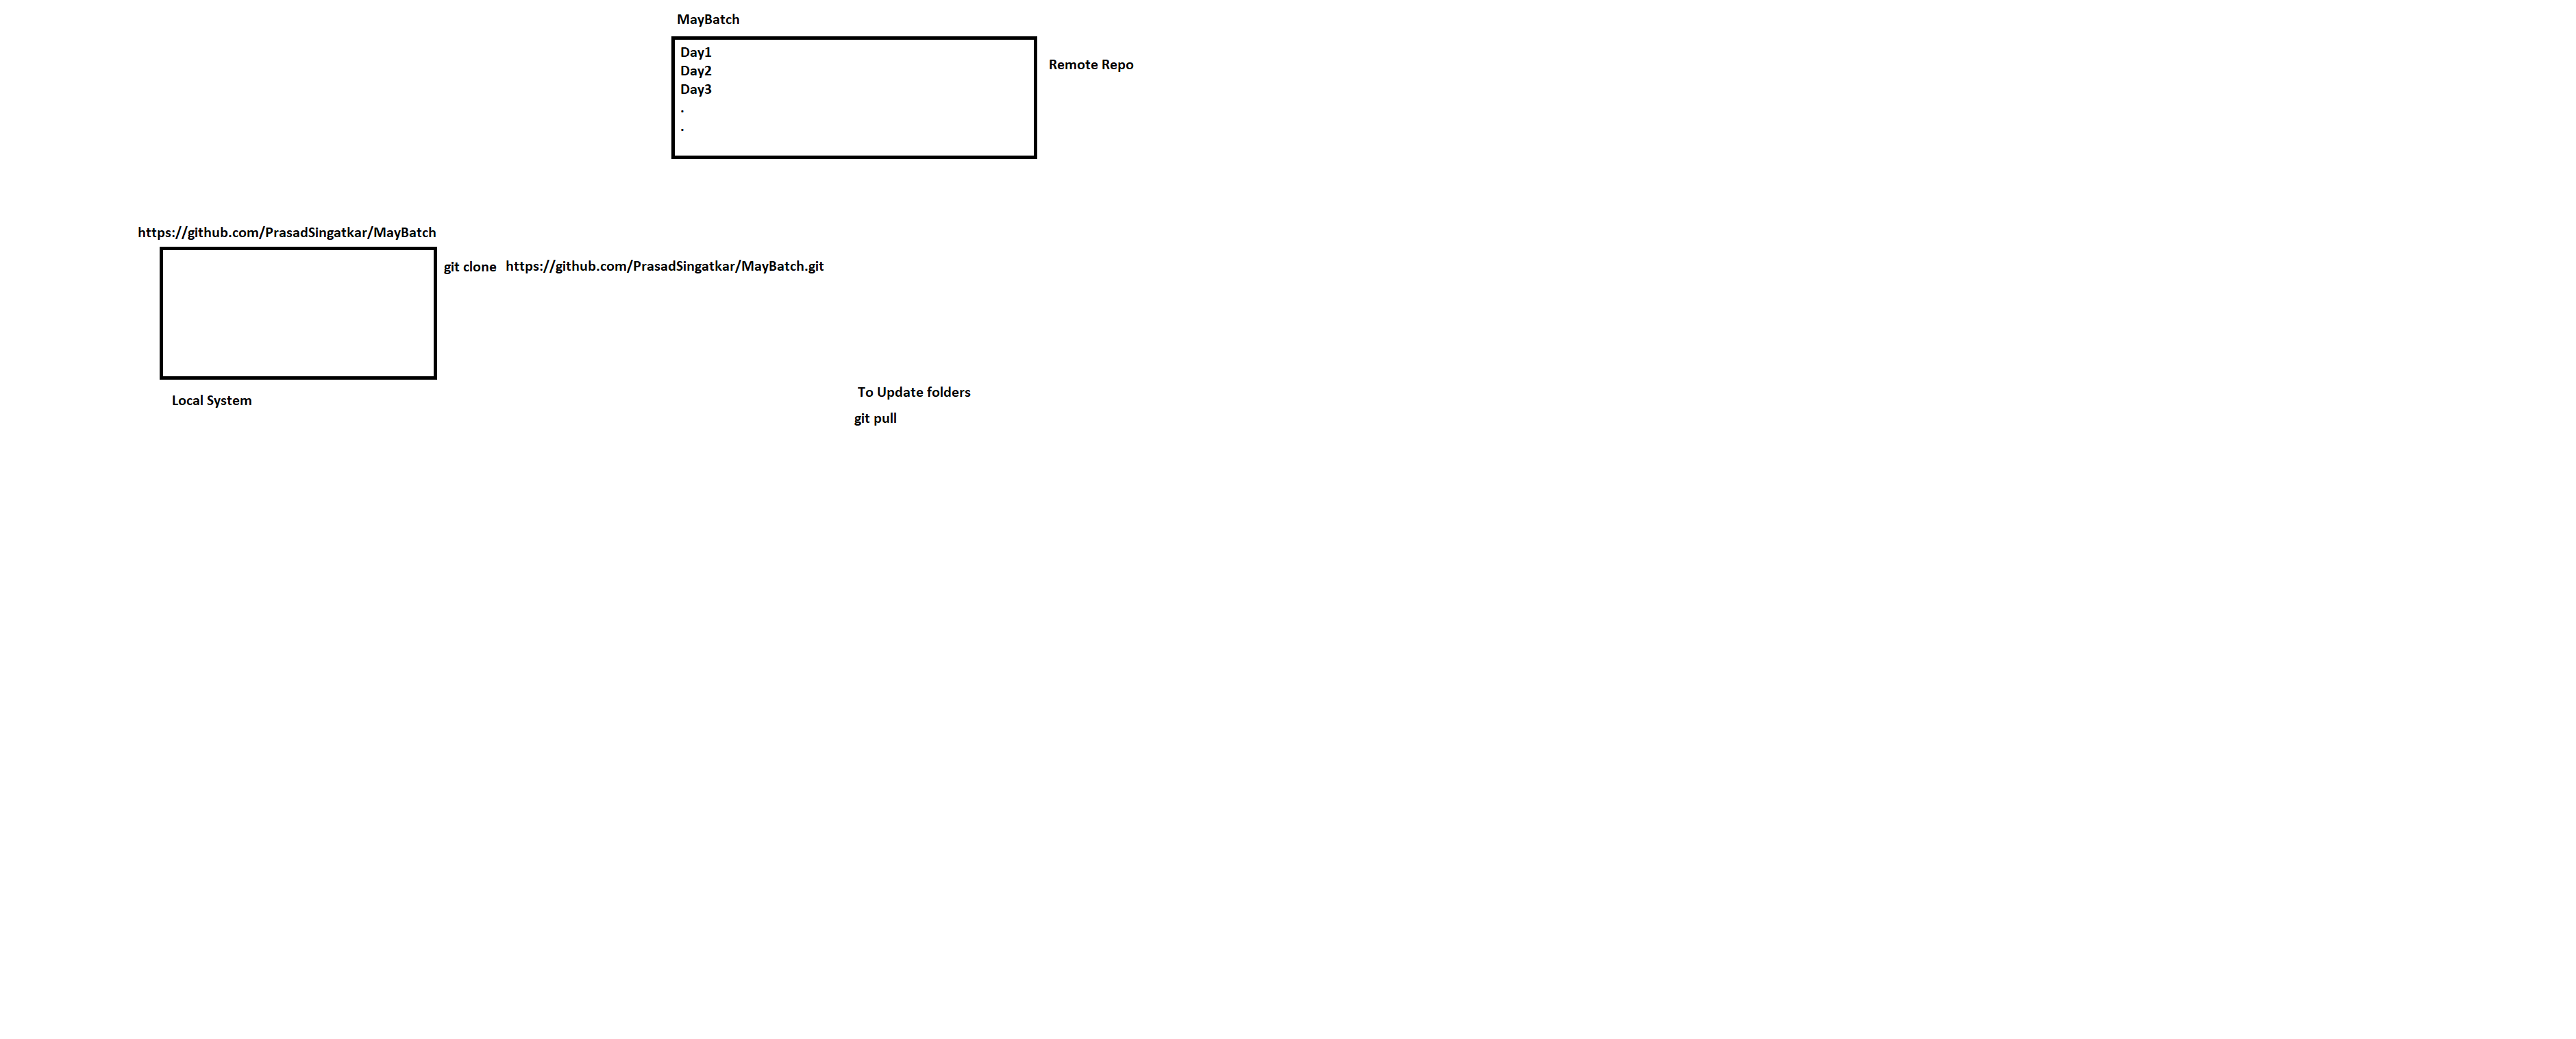 MayBatch
Day1
Day2
Day3
.
.
Remote Repo
https://github.com/PrasadSingatkar/MayBatch
git clone https://github.com/PrasadSingatkar/MayBatch.git
Local System
To Update folders
git pull